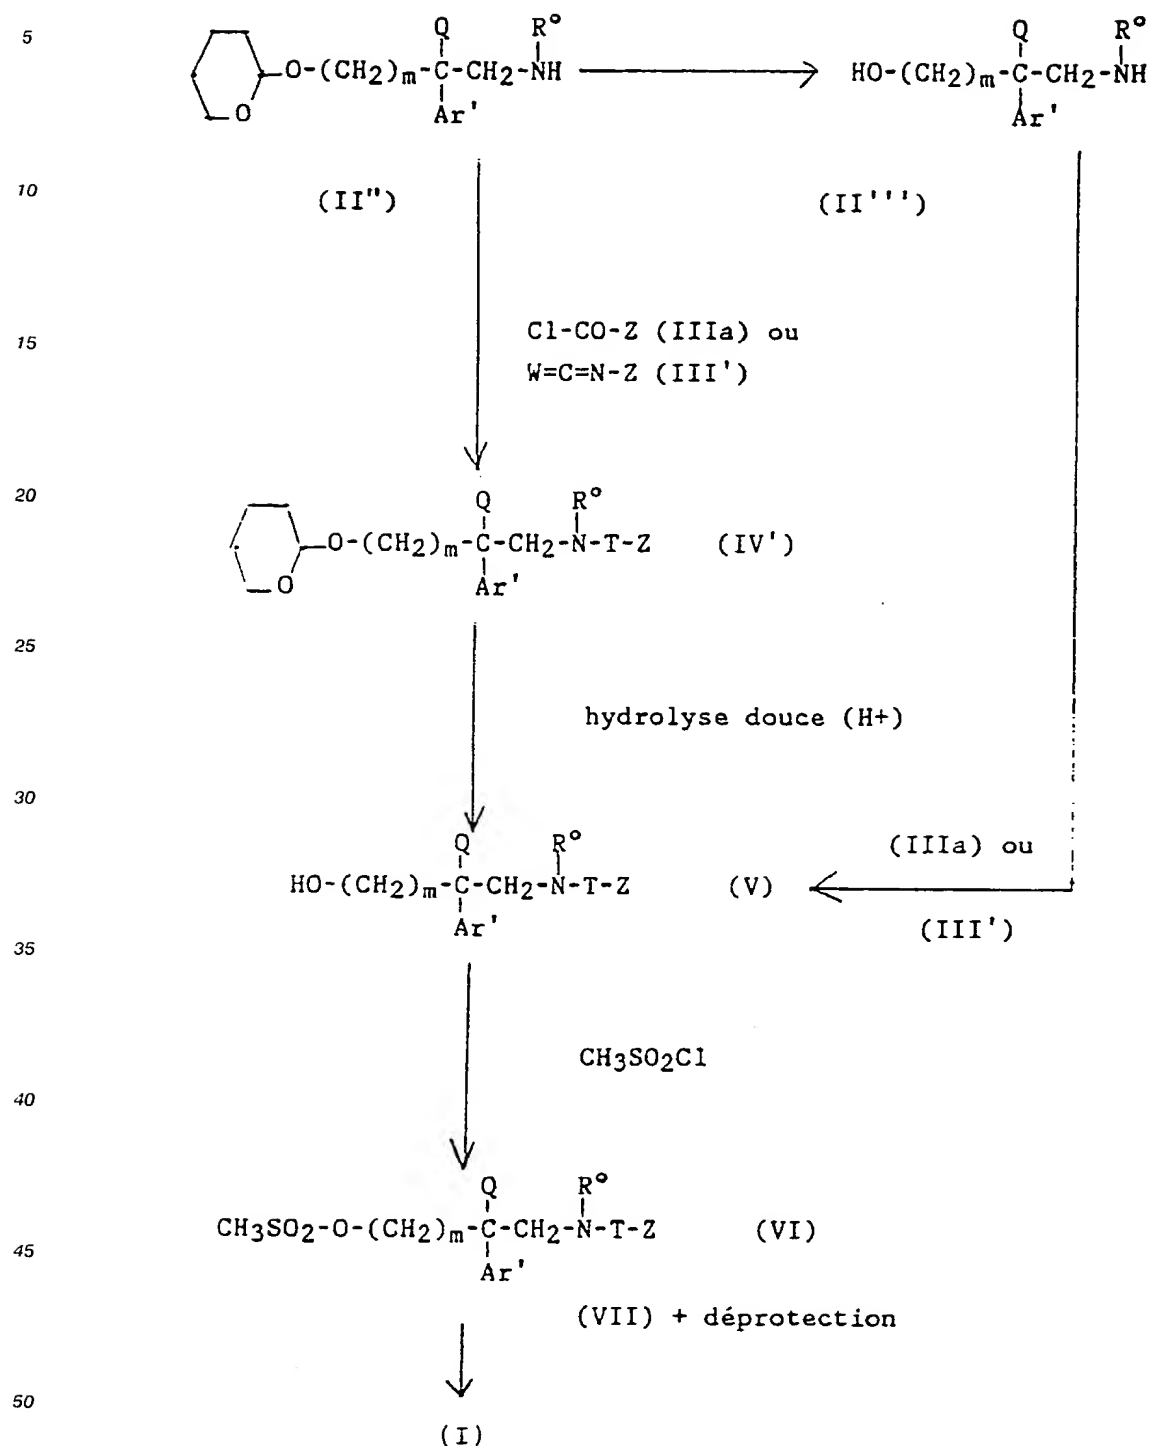 5
Q R° Q R°
O-(CH2)m-C-CH2-NH HO-(CH2)m-C-CH2-NH
O Ar' Ar'
10
(II") (II''')
15
Cl-CO-Z (IIIa) ou
W=C=N-Z (III')
20
Q R°
O-(CH2)m-C-CH2-N-T-Z (IV')
O Ar'
25
hydrolyse douce (H+)
30
Q R°
(IIIa) ou
HO-(CH2)m-C-CH2-N-T-Z (V)
Ar' (III')
35
CH3SO2Cl
40
Q R°
CH3SO2-O-(CH2)m-C-CH2-N-T-Z (VI)
45
Ar'
(VII) + déprotection
50
(I)